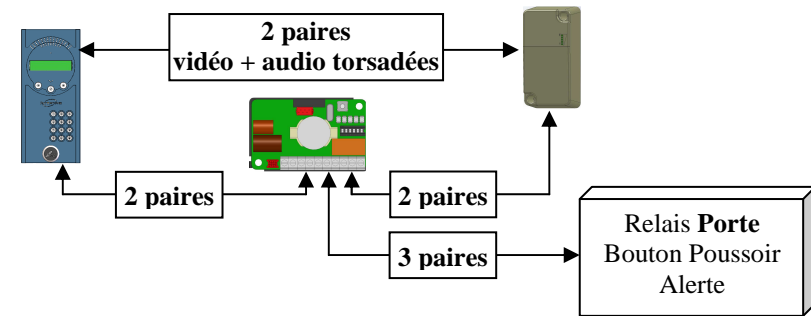 2 paires
vidéo + audio torsadées
2 paires
2 paires
3 paires
Relais Porte
Bouton Poussoir
Alerte